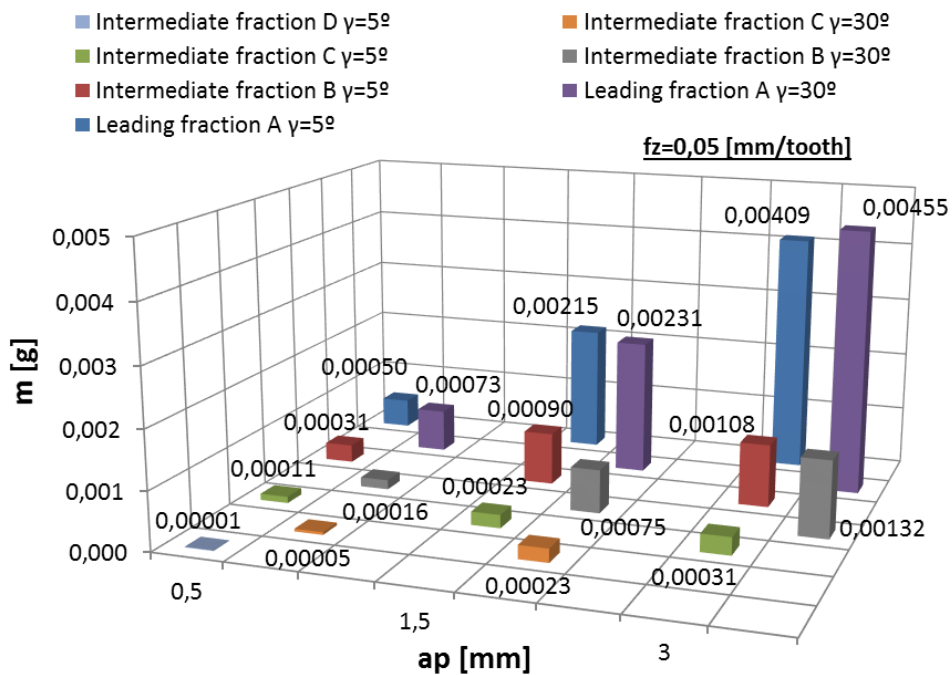 Intermediate fraction D γ=5º
Intermediate fraction C γ=30º
Intermediate fraction C γ=5º
Intermediate fraction B γ=30º
Intermediate fraction B γ=5º
Leading fraction A γ=30º
Leading fraction A γ=5º
fz=0,05 [mm/tooth]
0,005
0,004
0,003
0,002
0,001
0,000
m [g]
0,00409
0,00455
0,00215
0,00231
0,00050
0,00073
0,00090
0,00108
0,00031
0,00011
0,00016
0,00023
0,00075
0,00132
0,00001
0,00005
0,00023
0,00031
0,5
1,5
3
ap [mm]